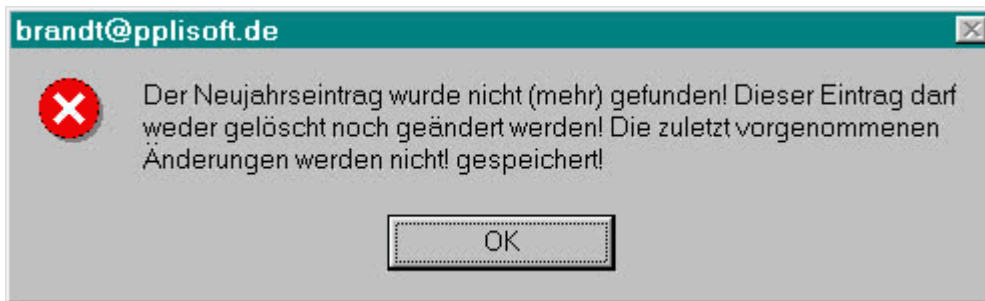 brandt@pplisoft.de
Der Neujahrseintrag wurde nicht (mehr) gefunden! Dieser Eintrag darf
weder gelöscht noch geändert werden! Die zuletzt vorgenommenen
Änderungen werden nicht! gespeichert!
OK